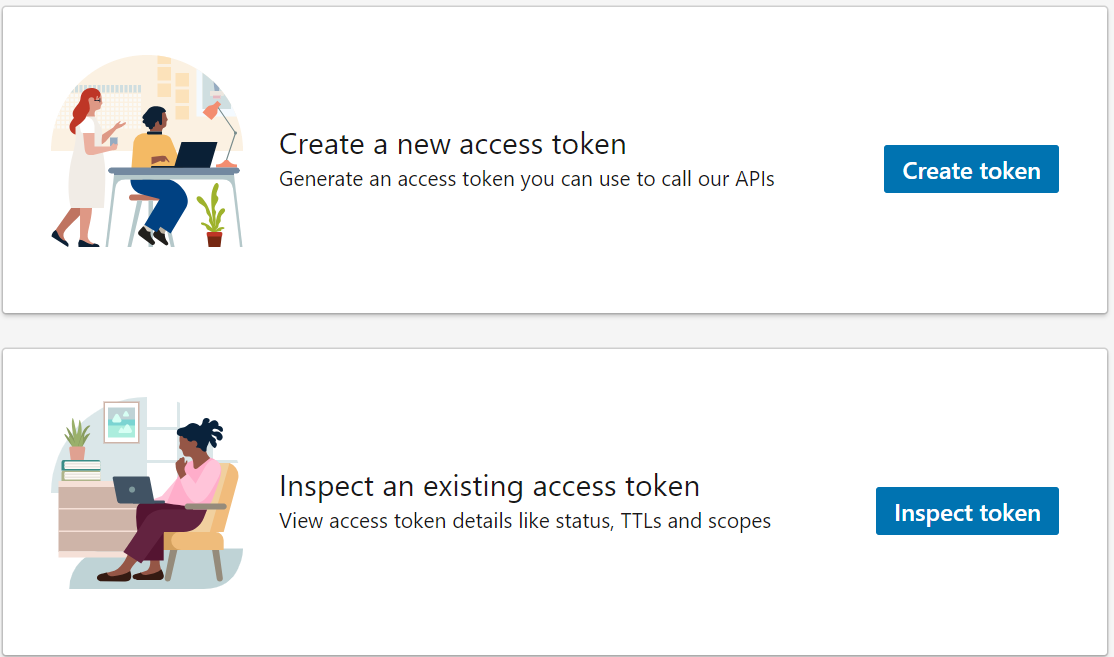 Create a new access token
Generate an access token you can use to call our APIs
Create token
Inspect an existing access token
View access token details like status, TTLs and scopes
Inspect token